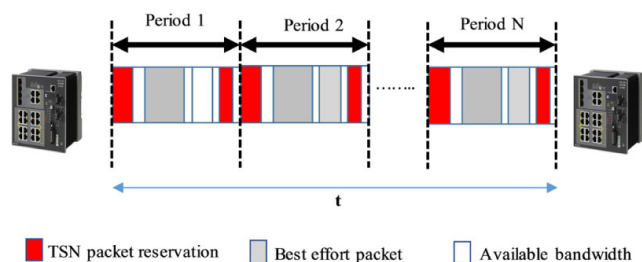 Period 1
Period 2
Period N
........
t
TSN packet reservation
Best effort packet
Available bandwidth